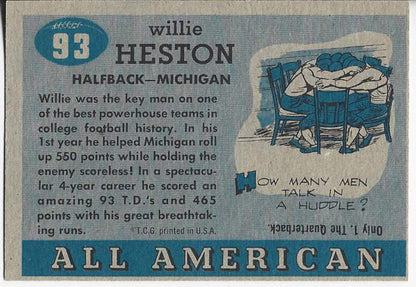 93
willie
HESTON
HALFBACK—MICHIGAN
Willie was the key man on one
of the best powerhouse teams in
college football history. In his
1st year he helped Michigan roll
up 550 points while holding the
enemy scoreless! In a spectacu-
lar 4-year career he scored an
amazing 93 T.D.'s and 465
points with his great breathtak-
ing runs.
©T.C.G. printed in U.S.A.
HOW MANY MEN
TALK IN
A HUDDLE?
Only 1. The Quarterback.
ALL AMERICAN